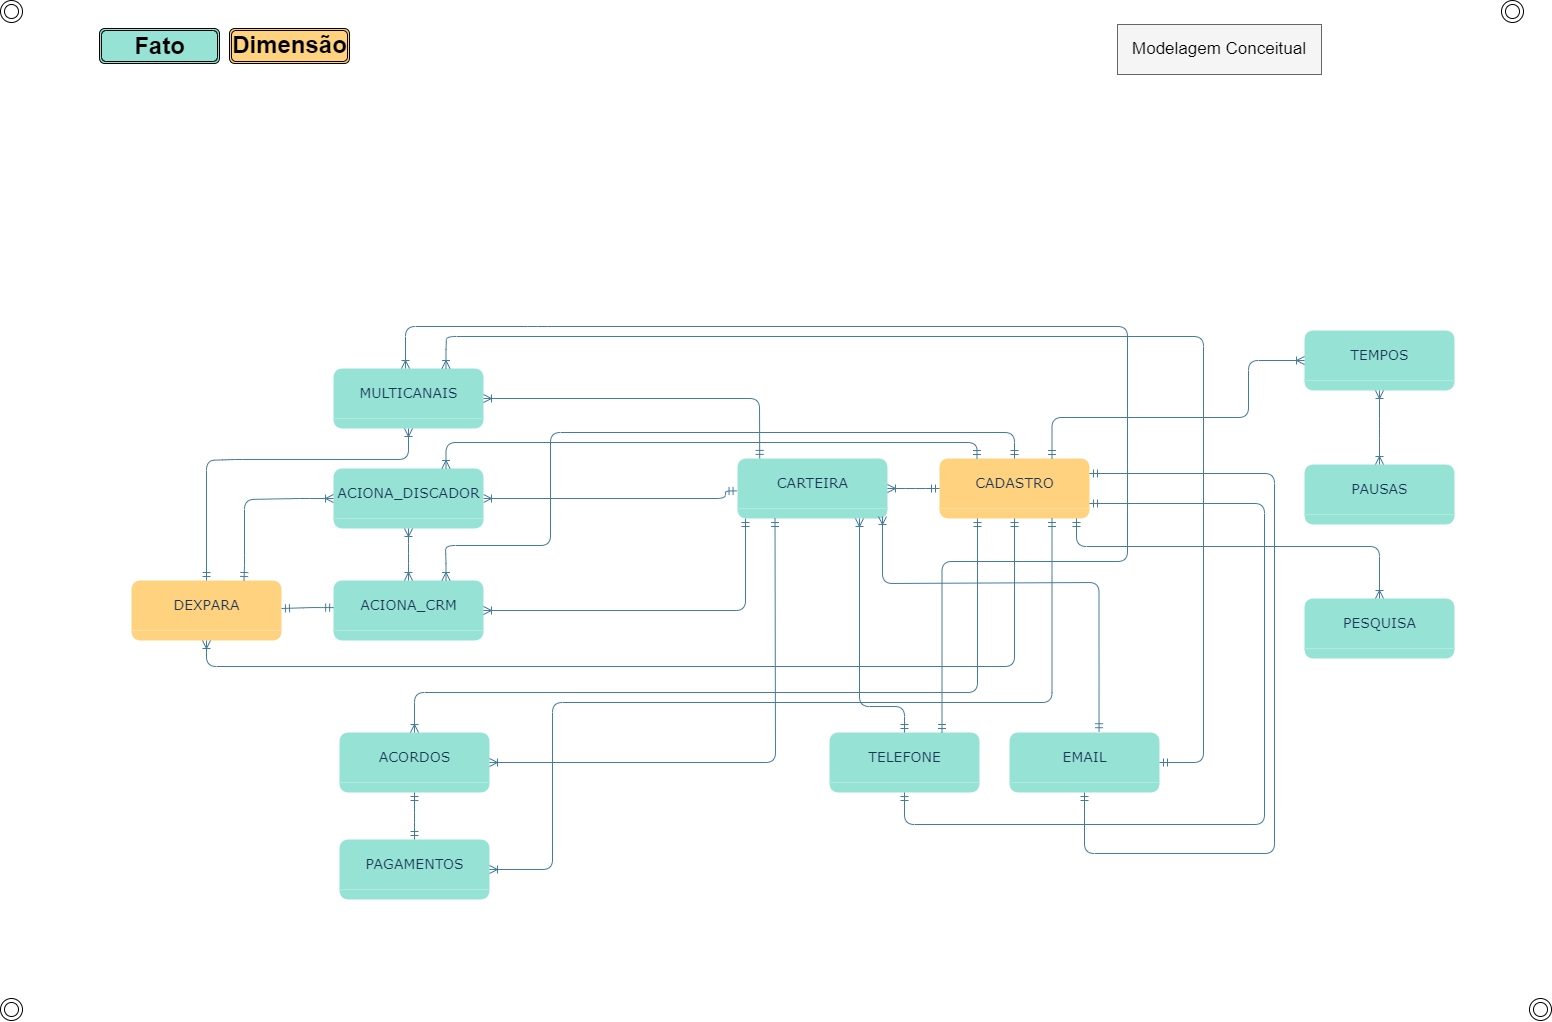 Fato
Dimensão
Modelagem Conceitual
TEMPOS
MULTICANAIS
CARTEIRA
CADASTRO
ACIONA_DISCADOR
PAUSAS
DEXPARA
ACIONA_CRM
PESQUISA
ACORDOS
TELEFONE
EMAIL
PAGAMENTOS